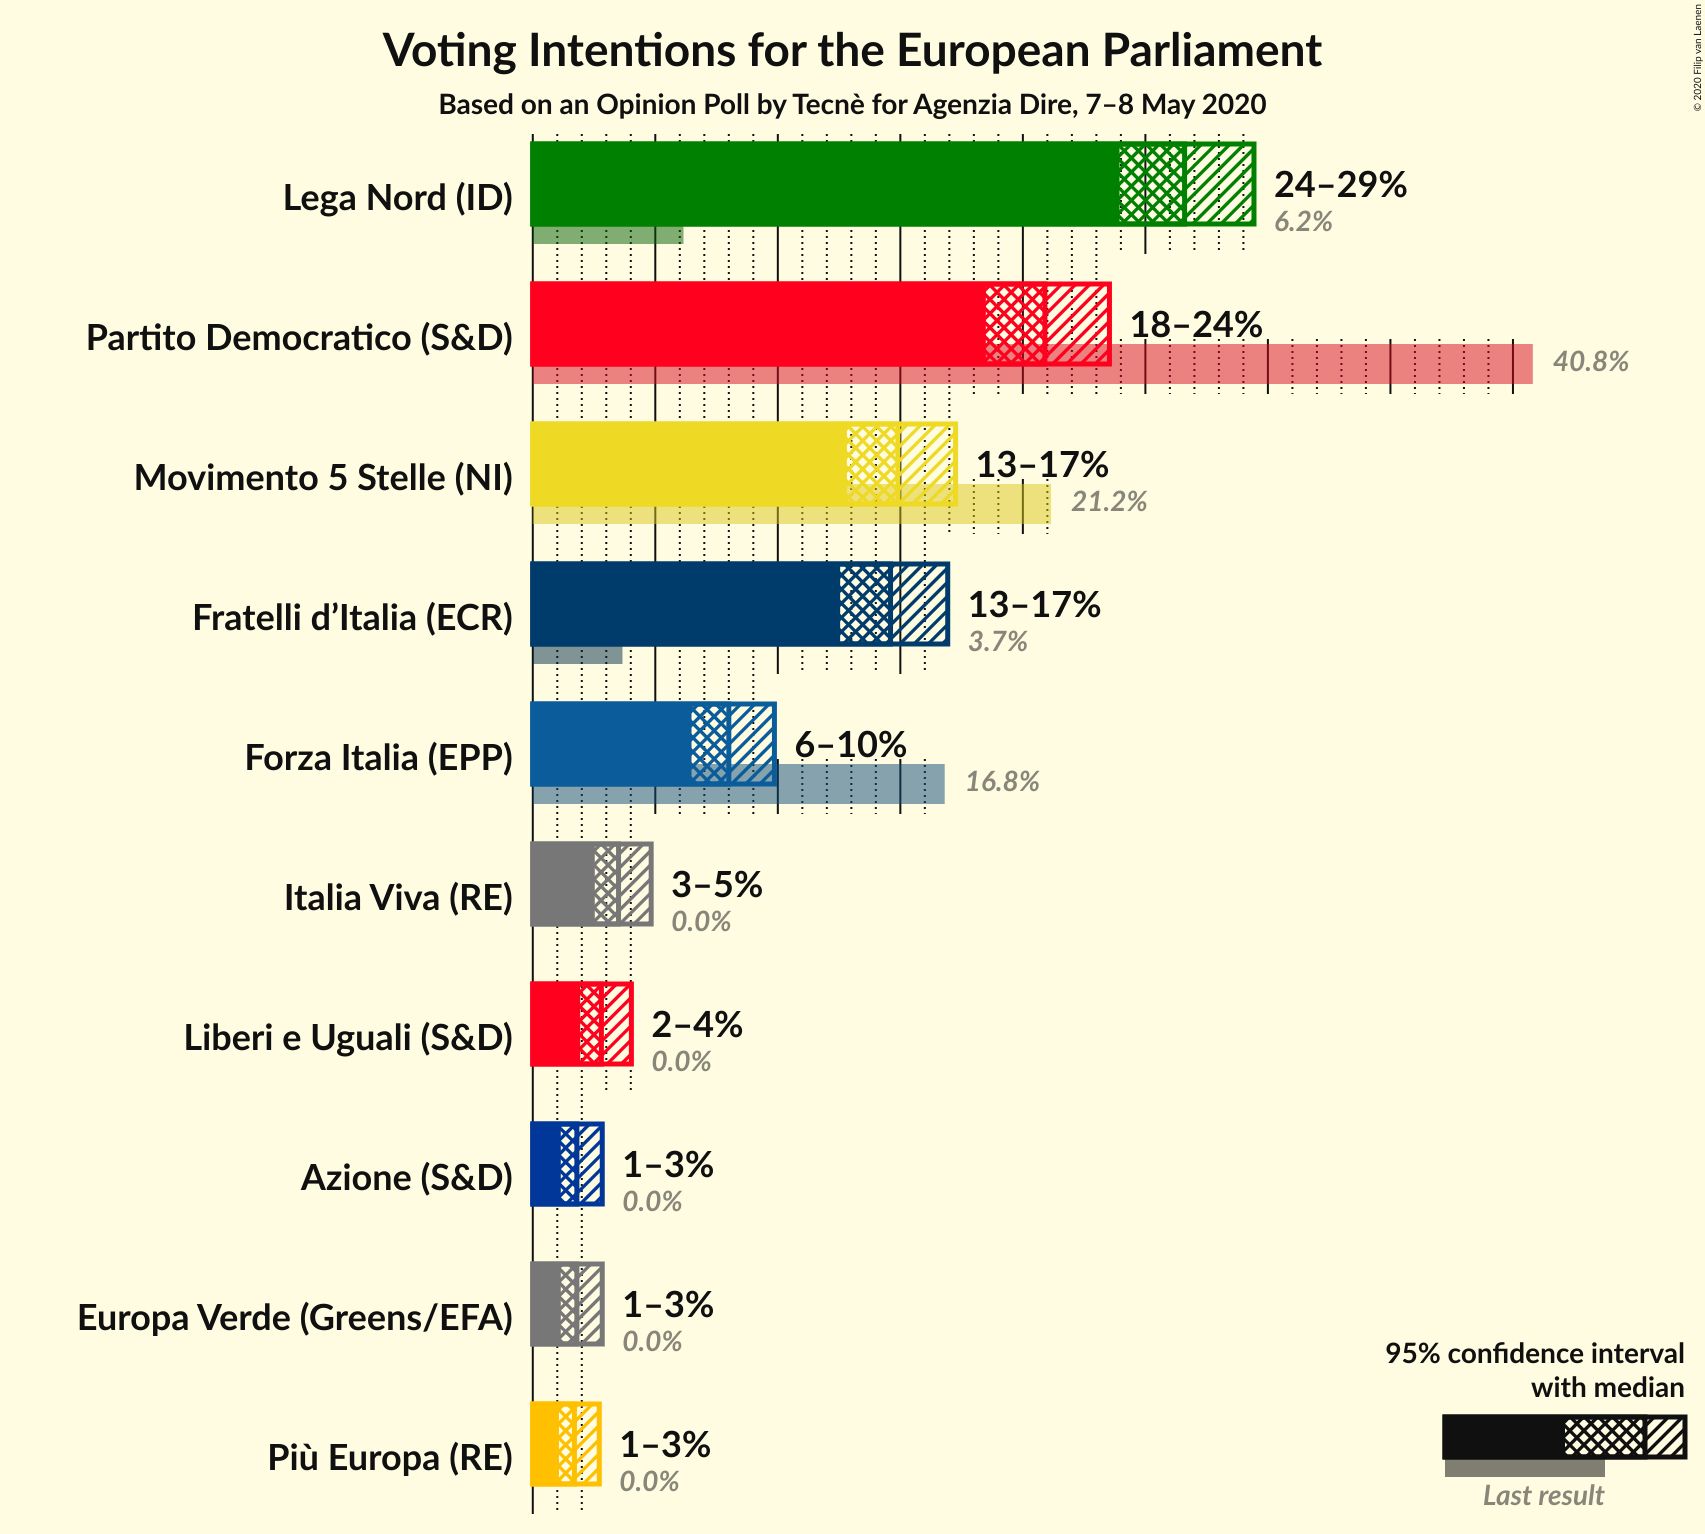 Voting Intentions for the European Parliament
Based on an Opinion Poll by Tecnè for Agenzia Dire, 7–8 May 2020
© 2020 Filip van Laenen
Lega Nord (ID)
24–29%
6.2%
Partito Democratico (S&D)
18–24%
40.8%
Movimento 5 Stelle (NI)
13–17%
21.2%
Fratelli d’Italia (ECR)
13–17%
3.7%
Forza Italia (EPP)
6–10%
16.8%
Italia Viva (RE)
3–5%
0.0%
Liberi e Uguali (S&D)
2–4%
0.0%
Azione (S&D)
1–3%
0.0%
Europa Verde (Greens/EFA)
1–3%
0.0%
Più Europa (RE)
1–3%
0.0%
95% confidence interval
with median
Last result